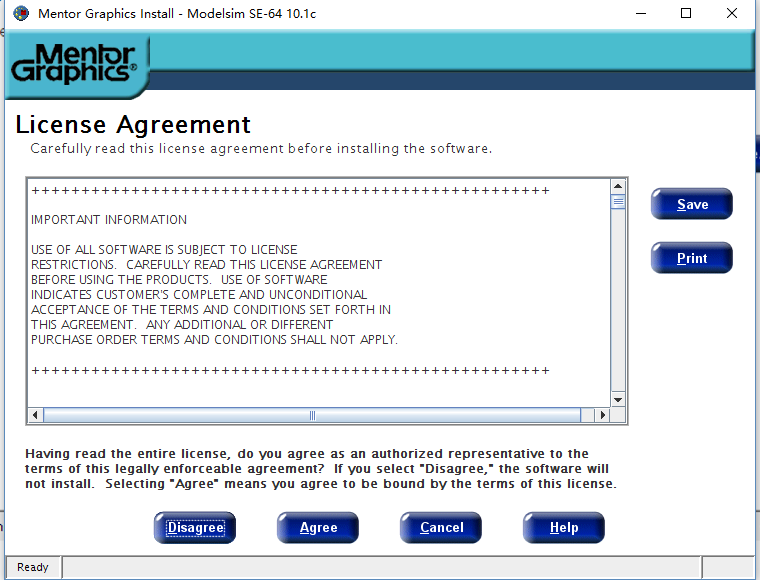 Mentor Graphics Install - Modelsim SE-64 10.1c
Mentor
Graphics®
License Agreement
Carefully read this license agreement before installing the software.
++++++++++++++++++++++++++++++++++++++++++++++++++++
IMPORTANT INFORMATION
USE OF ALL SOFTWARE IS SUBJECT TO LICENSE
RESTRICTIONS.  CAREFULLY READ THIS LICENSE AGREEMENT
BEFORE USING THE PRODUCTS.  USE OF SOFTWARE
INDICATES CUSTOMER'S COMPLETE AND UNCONDITIONAL
ACCEPTANCE OF THE TERMS AND CONDITIONS SET FORTH IN
THIS AGREEMENT.  ANY ADDITIONAL OR DIFFERENT
PURCHASE ORDER TERMS AND CONDITIONS SHALL NOT APPLY.
++++++++++++++++++++++++++++++++++++++++++++++++++++
Save
Print
Having read the entire license, do you agree as an authorized representative to the
terms of this legally enforceable agreement?  If you select "Disagree," the software will
not install.  Selecting "Agree" means you agree to be bound by the terms of this license.
Disagree
Agree
Cancel
Help
Ready